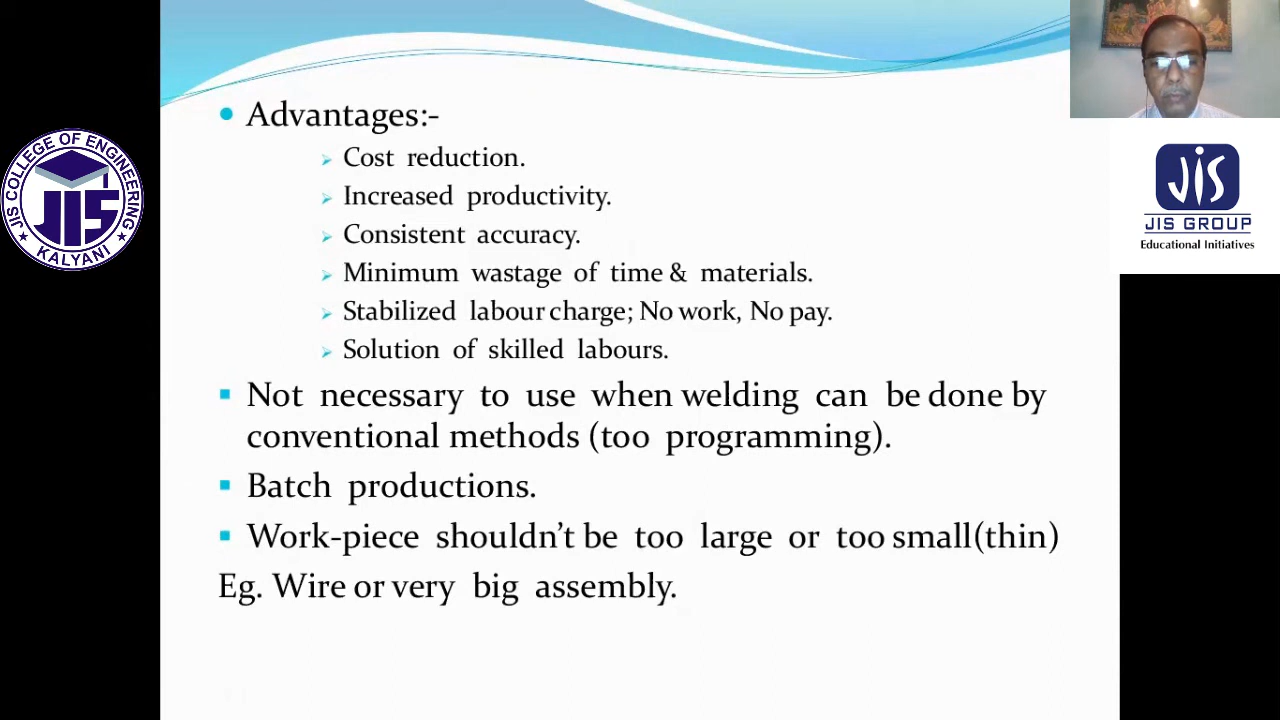 Advantages:-
Cost reduction.
Increased productivity.
Consistent accuracy.
Minimum wastage of time & materials.
Stabilized labour charge; No work, No pay.
Solution of skilled labours.
Not necessary to use when welding can be done by
conventional methods (too programming).
Batch productions.
Work-piece shouldn't be too large or too small(thin)
Eg. Wire or very big assembly.
JIS COLLEGE OF ENGINEERING
JIS
KALYANI
JIS
JIS GROUP
Educational Initiatives